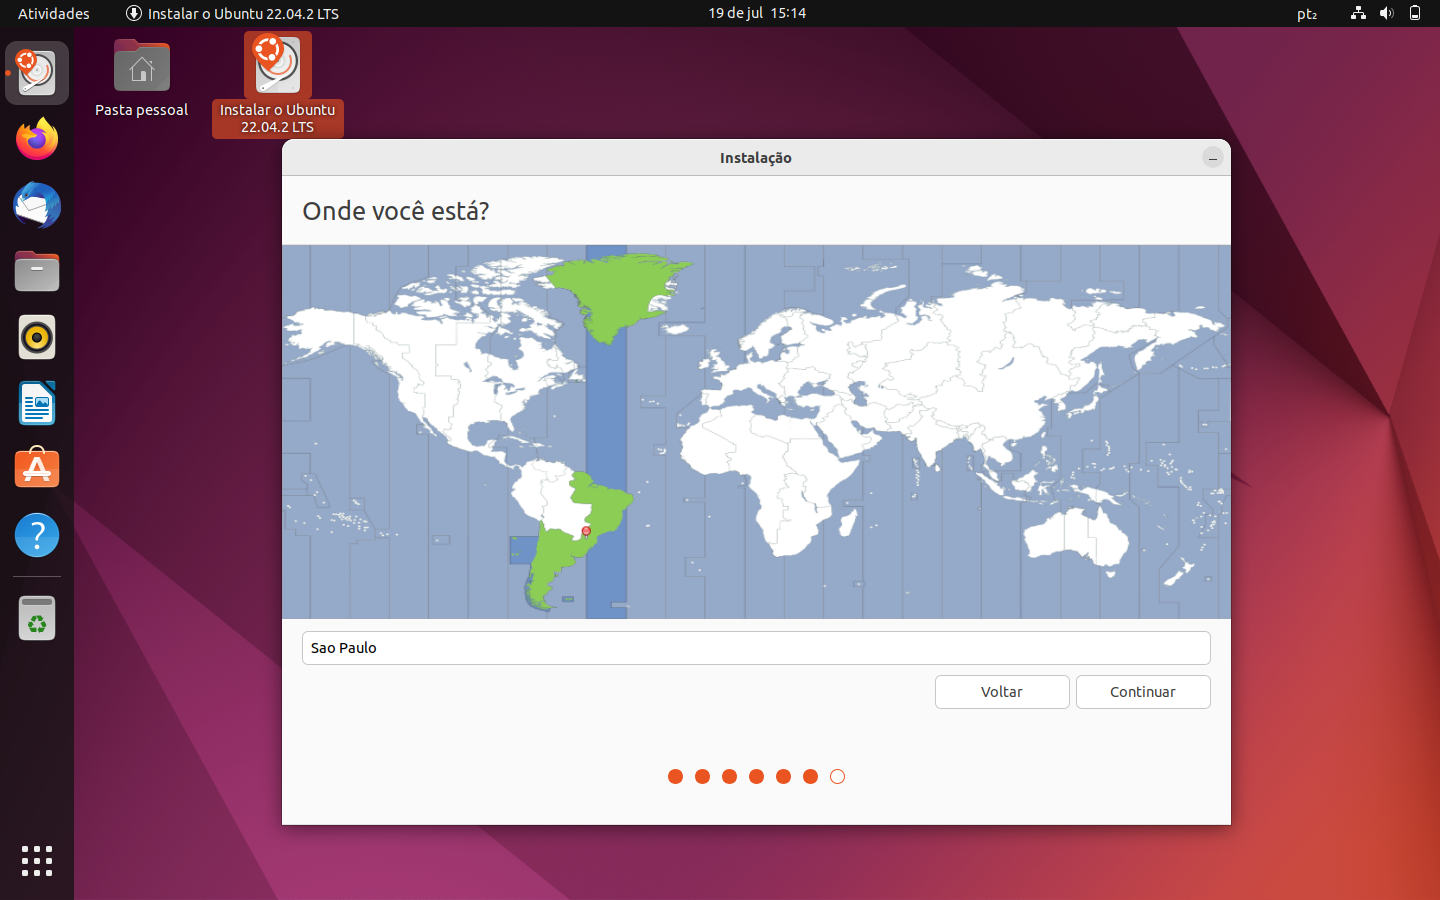 Atividades
Instalar o Ubuntu 22.04.2 LTS
19 de jul 15:14
pt₂
Pasta pessoal
Instalar o Ubuntu
22.04.2 LTS
Instalação
Onde você está?
Sao Paulo
Voltar
Continuar